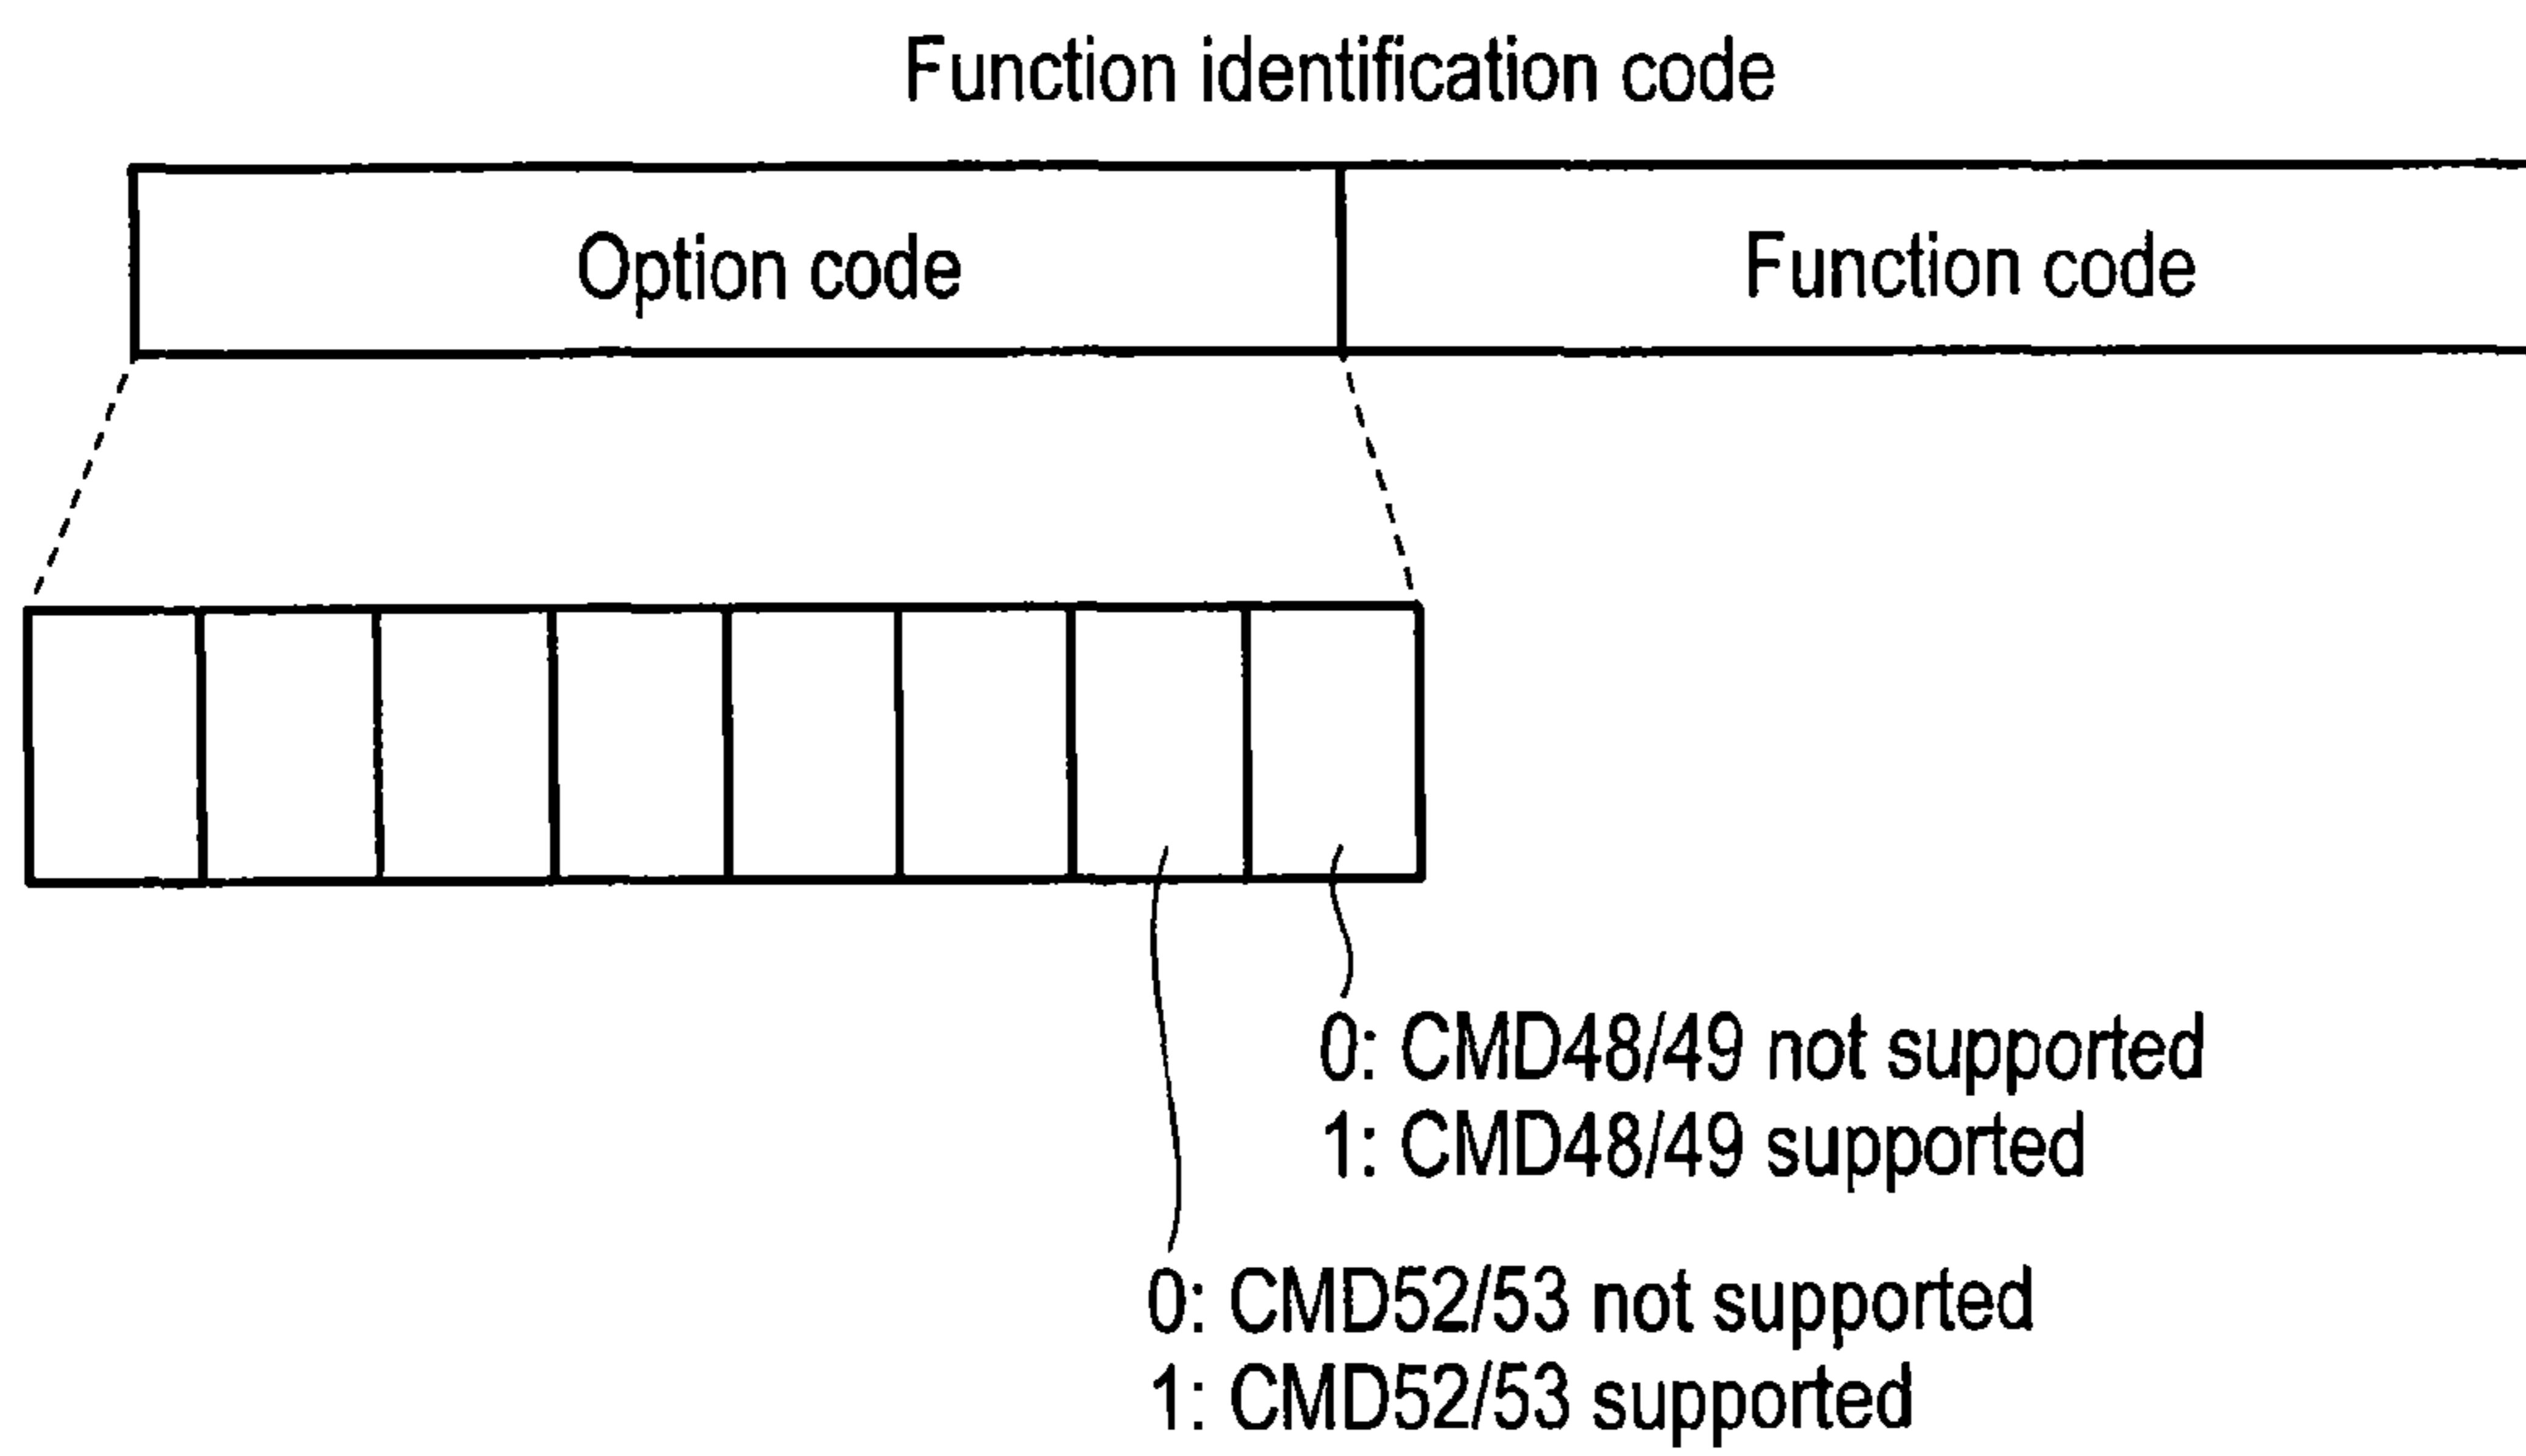 Function identification code
Option code
Function code
0: CMD48/49 not supported
1: CMD48/49 supported
0: CMD52/53 not supported
1: CMD52/53 supported